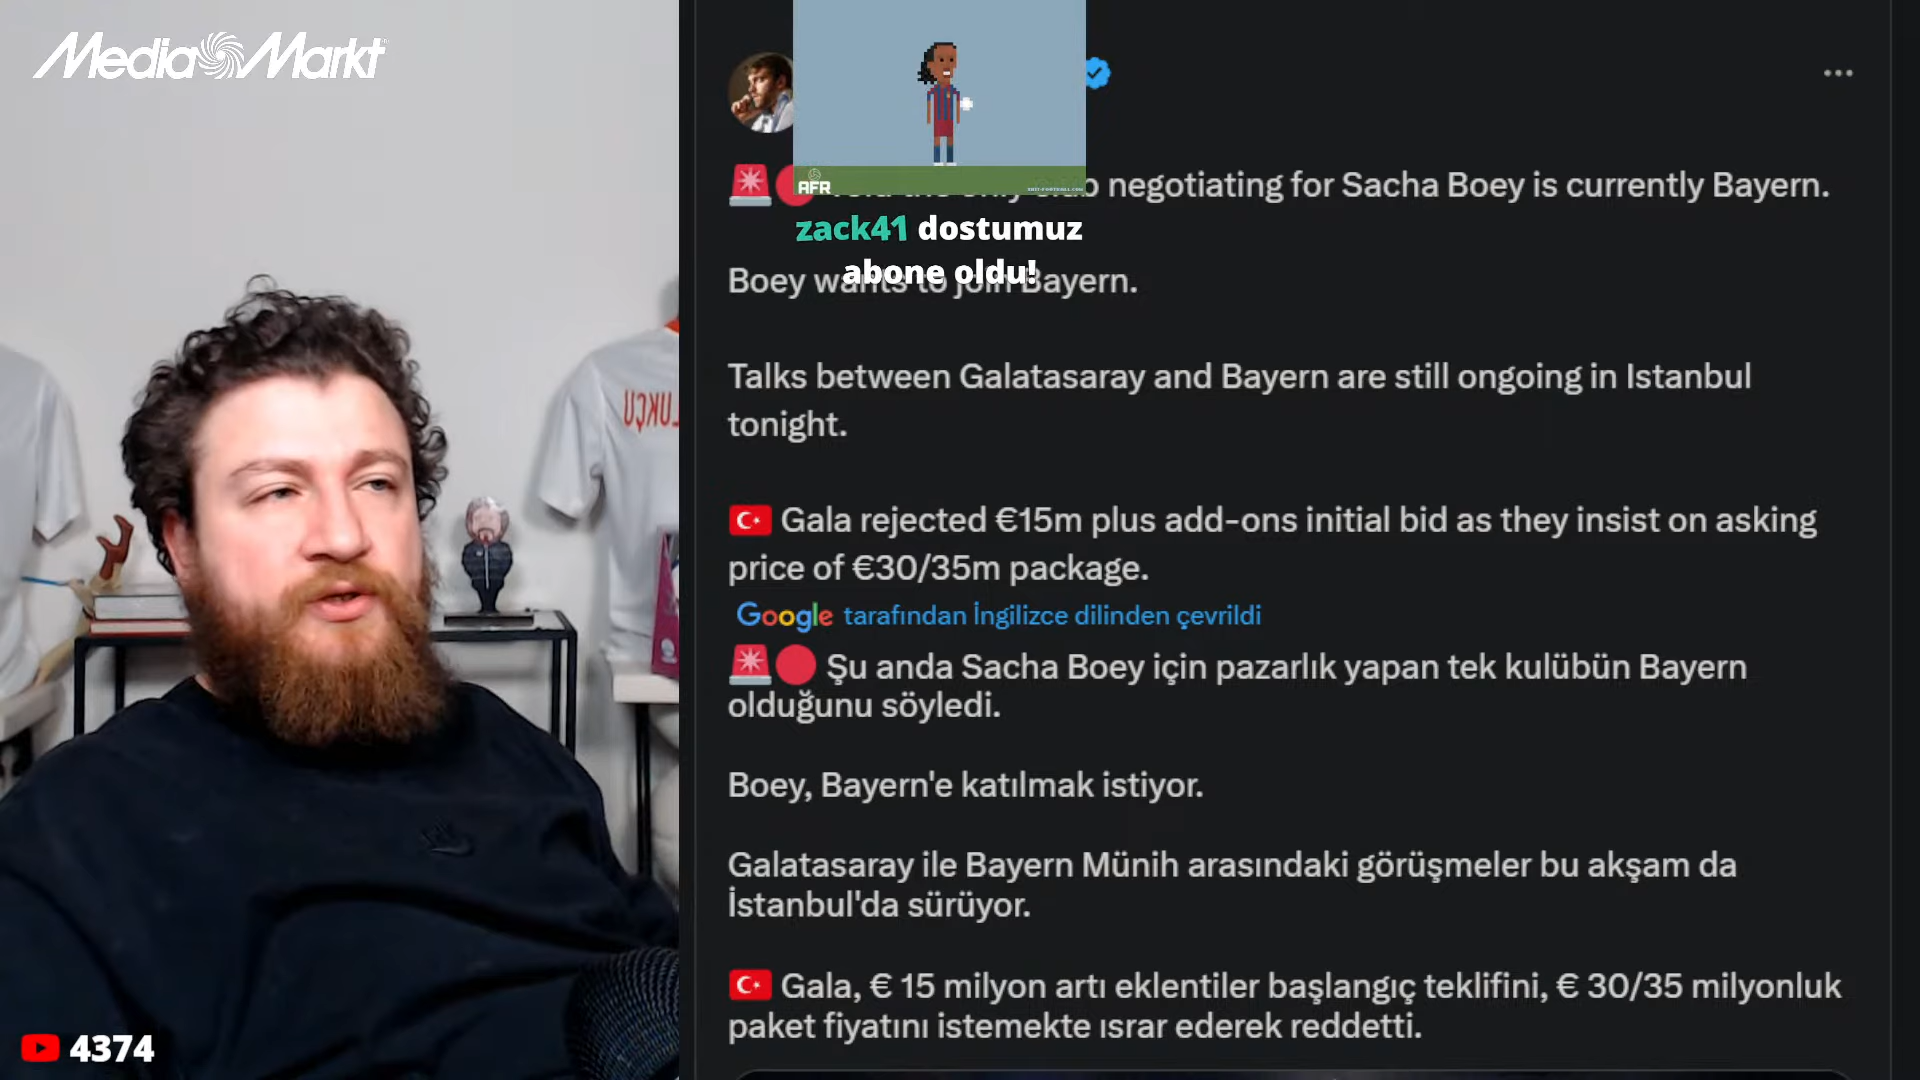 MediaMarkt
AFR
negotiating for Sacha Boey is currently Bayern.
zack41 dostumuz
abone oldu!
Boey wants to join Bayern.
Talks between Galatasaray and Bayern are still ongoing in Istanbul
tonight.
Gala rejected €15m plus add-ons initial bid as they insist on asking
price of €30/35m package.
Google tarafından İngilizce dilinden çevrildi
Şu anda Sacha Boey için pazarlık yapan tek kulübün Bayern
olduğunu söyledi.
Boey, Bayern'e katılmak istiyor.
Galatasaray ile Bayern Münih arasındaki görüşmeler bu akşam da
İstanbul'da sürüyor.
Gala, € 15 milyon artı eklentiler başlangıç teklifini, € 30/35 milyonluk
paket fiyatını istemekte ısrar ederek reddetti.
4374